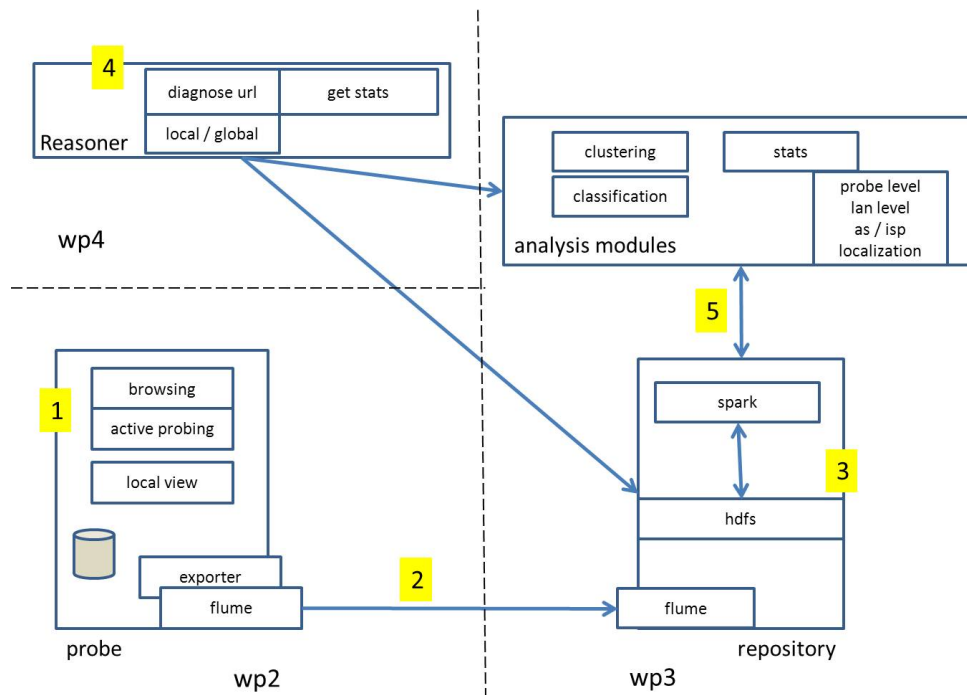 4
diagnose url
get stats
Reasoner
local / global
wp4
clustering
stats
classification
probe level
lan level
as / isp
localization
analysis modules
5
1
browsing
active probing
local view
exporter
flume
probe
wp2
2
spark
3
hdfs
flume
repository
wp3